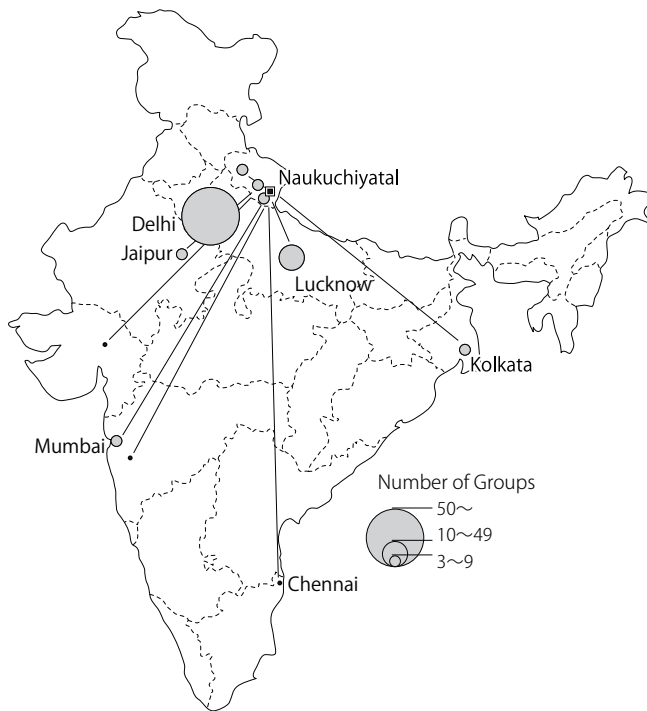 Naukuchiyatal
Delhi
Jaipur
Lucknow
Kolkata
Mumbai
Number of Groups
50～
10～49
3～9
Chennai